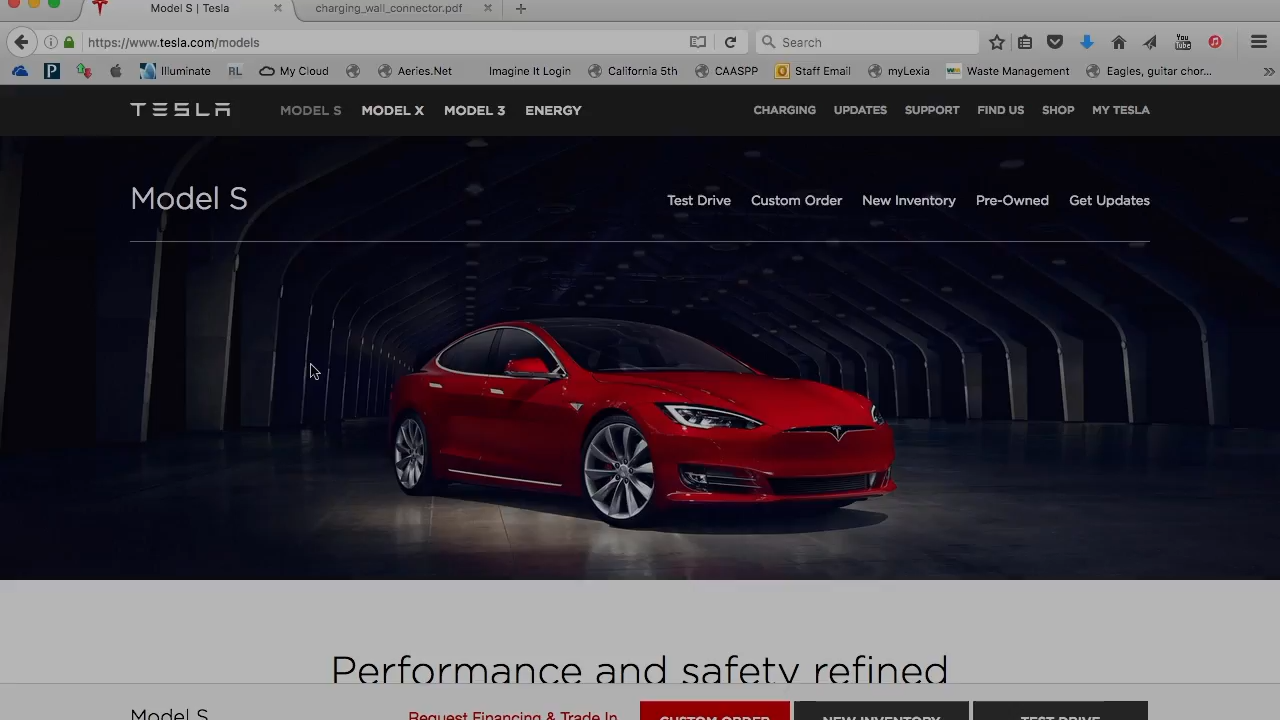 Model S | Tesla
charging_wall_connector.pdf
https://www.tesla.com/models
Search
You Tube
P
Illuminate
RL
My Cloud
Aeries.Net
Imagine It Login
California 5th
CAASPP
Staff Email
myLexia
Waste Management
Eagles, guitar chor...
TESLA
MODEL S
MODEL X
MODEL 3
ENERGY
CHARGING
UPDATES
SUPPORT
FIND US
SHOP
MY TESLA
Model S
Test Drive
Custom Order
New Inventory
Pre-Owned
Get Updates
Performance and safety refined
Model S
Request Financing & Trade In
CUSTOM ORDER
NEW INVENTORY
TEST DRIVE